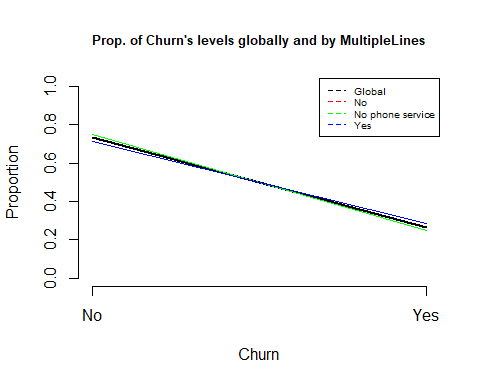 Prop. of Churn's levels globally and by MultipleLines
Global
No
No phone service
Yes
1.0
0.8
0.6
0.4
0.2
0.0
Proportion
No
Yes
Churn